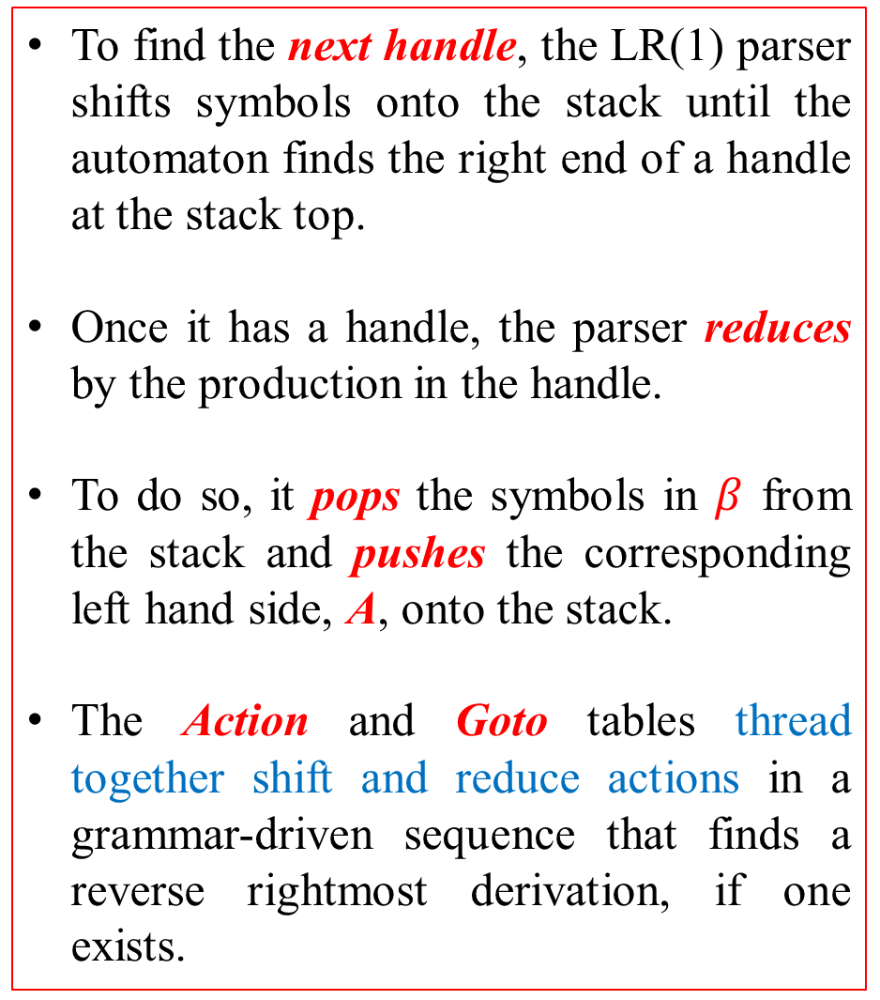 • To find the next handle, the LR(1) parser
shifts symbols onto the stack until the
automaton finds the right end of a handle
at the stack top.
• Once it has a handle, the parser reduces
by the production in the handle.
• To do so, it pops the symbols in β from
the stack and pushes the corresponding
left hand side, A, onto the stack.
• The Action and Goto tables thread
together shift and reduce actions in a
grammar-driven sequence that finds a
reverse rightmost derivation, if one
exists.